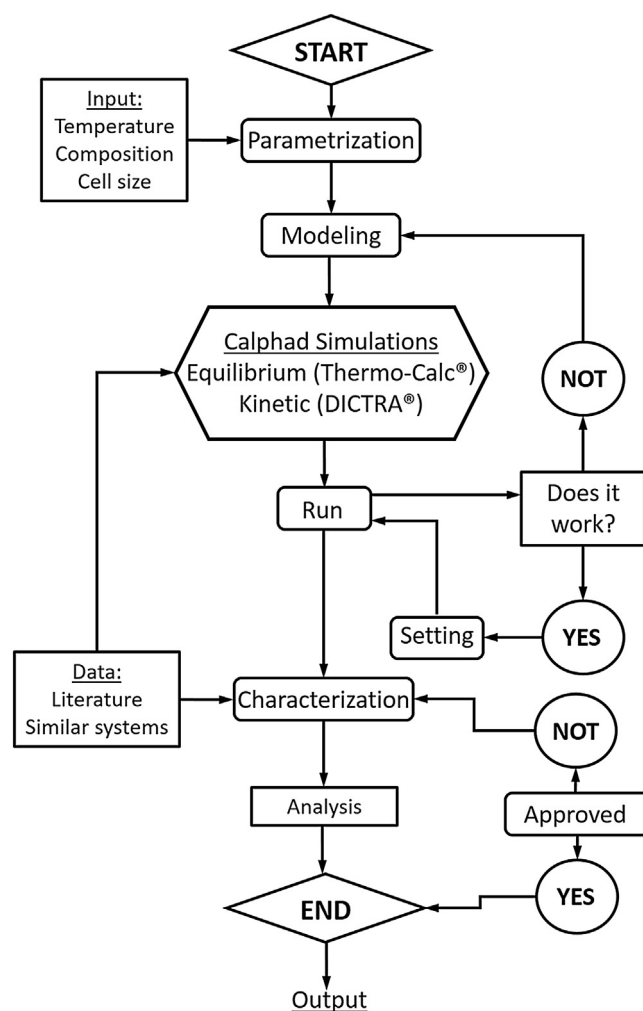 START
Input:
Temperature
Composition
Cell size
Parametrization
Modeling
Calphad Simulations
Equilibrium (Thermo-Calc®)
Kinetic (DICTRA®)
NOT
Run
Does it
work?
Setting
YES
Data:
Literature
Similar systems
Characterization
NOT
Analysis
Approved
YES
END
Output